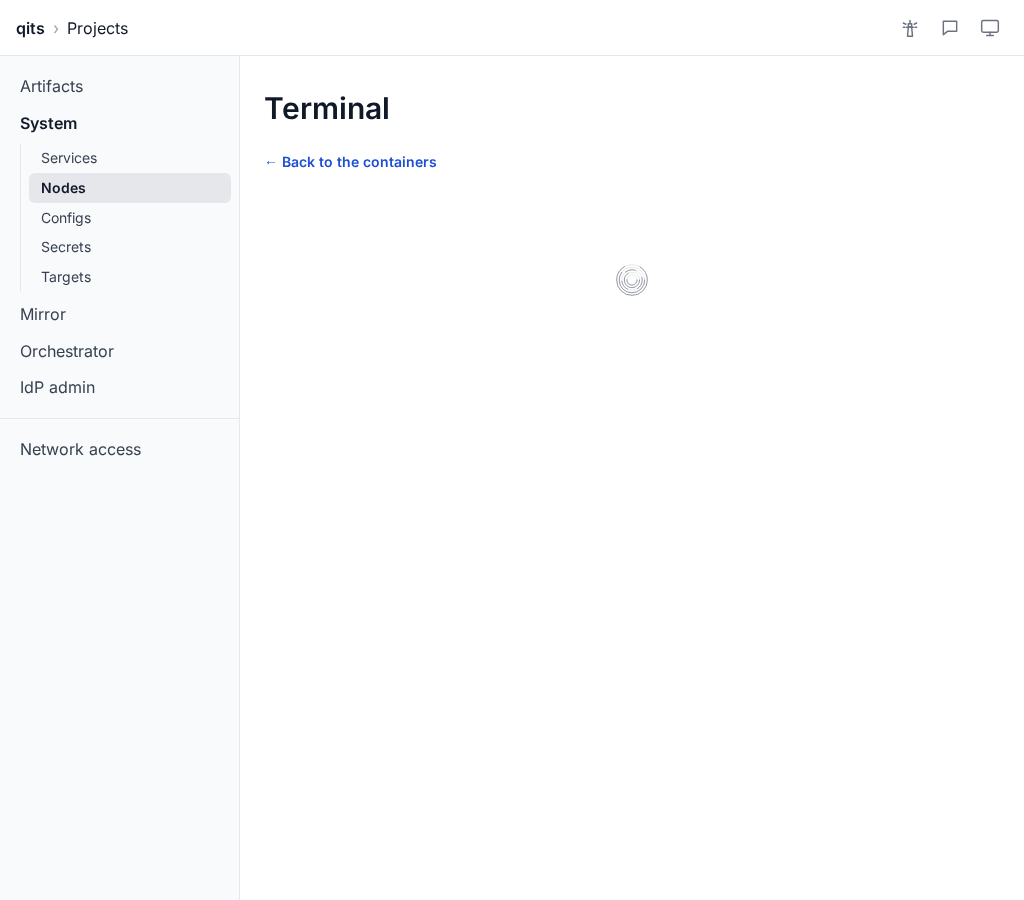 qits › Projects
Artifacts
System
Services
Nodes
Configs
Secrets
Targets
Mirror
Orchestrator
IdP admin
Network access
Terminal
← Back to the containers